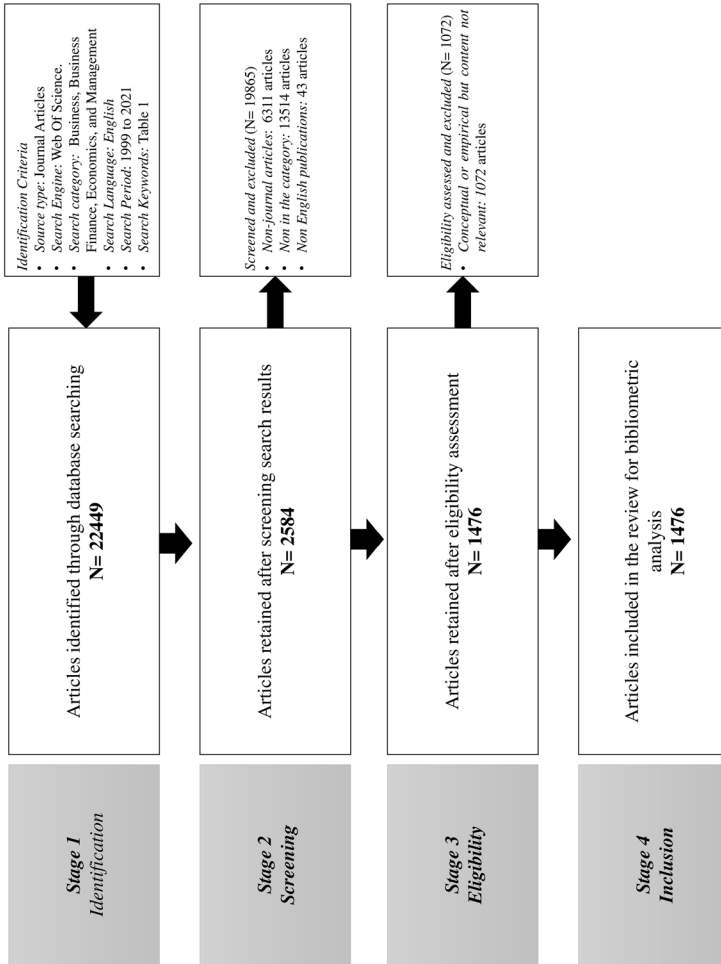 Stage 1
Identification
Articles identified through database searching
N= 22449
Identification Criteria
• Source type: Journal Articles
• Search Engine: Web Of Science.
• Search category: Business, Business
Finance, Economics, and Management
• Search Language: English
• Search Period: 1999 to 2021
• Search Keywords: Table 1
Stage 2
Screening
Articles retained after screening search results
N= 2584
Screened and excluded (N= 19865)
• Non-journal articles: 6311 articles
• Non in the category: 13514 articles
• Non English publications: 43 articles
Stage 3
Eligibility
Articles retained after eligibility assessment
N= 1476
Eligibility assessed and excluded (N= 1072)
• Conceptual or empirical but content not
relevant: 1072 articles
Stage 4
Inclusion
Articles included in the review for bibliometric
analysis
N= 1476